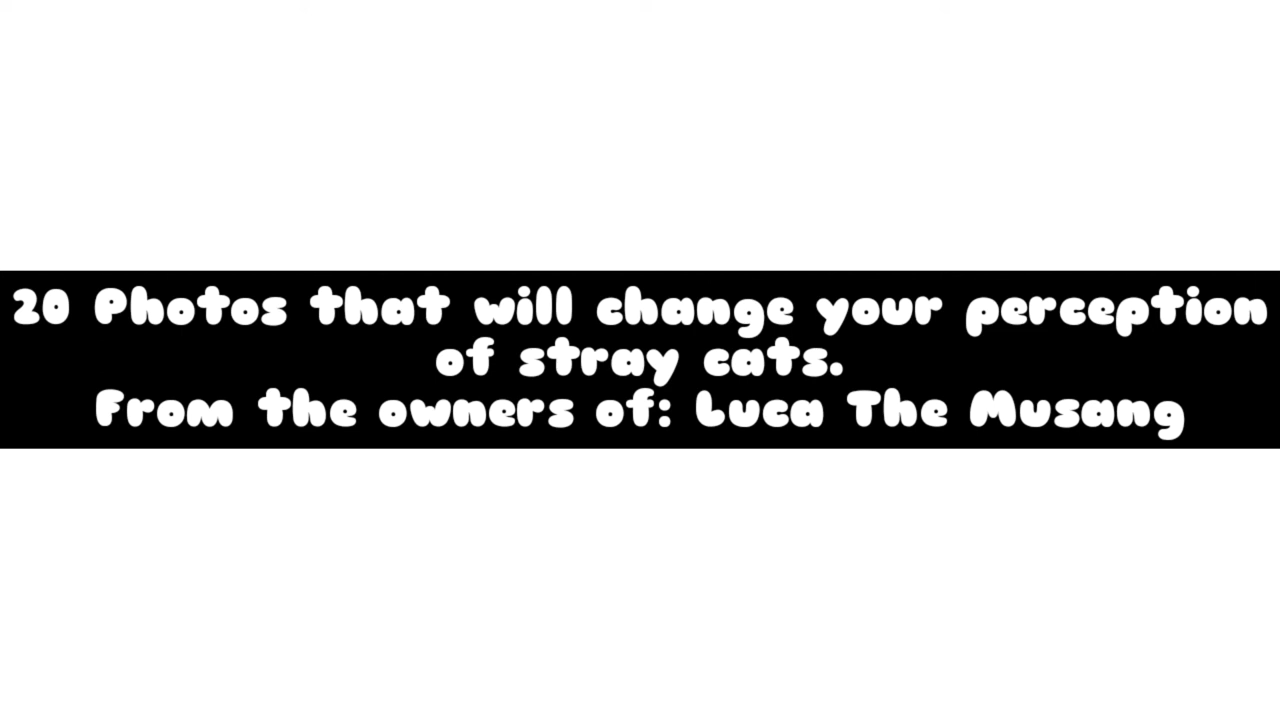 20 Photos that will change your perception
of stray cats.
From the owners of: Luca The Musang